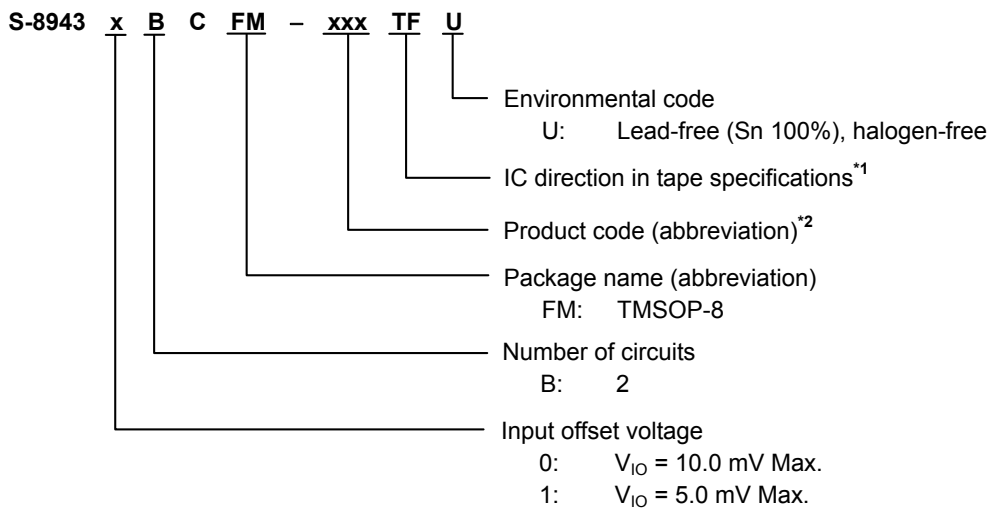 S-8943 x B C FM – xxx TF U
Environmental code
U: Lead-free (Sn 100%), halogen-free
IC direction in tape specifications*1
Product code (abbreviation)*2
Package name (abbreviation)
FM: TMSOP-8
Number of circuits
B: 2
Input offset voltage
0: VIO = 10.0 mV Max.
1: VIO = 5.0 mV Max.